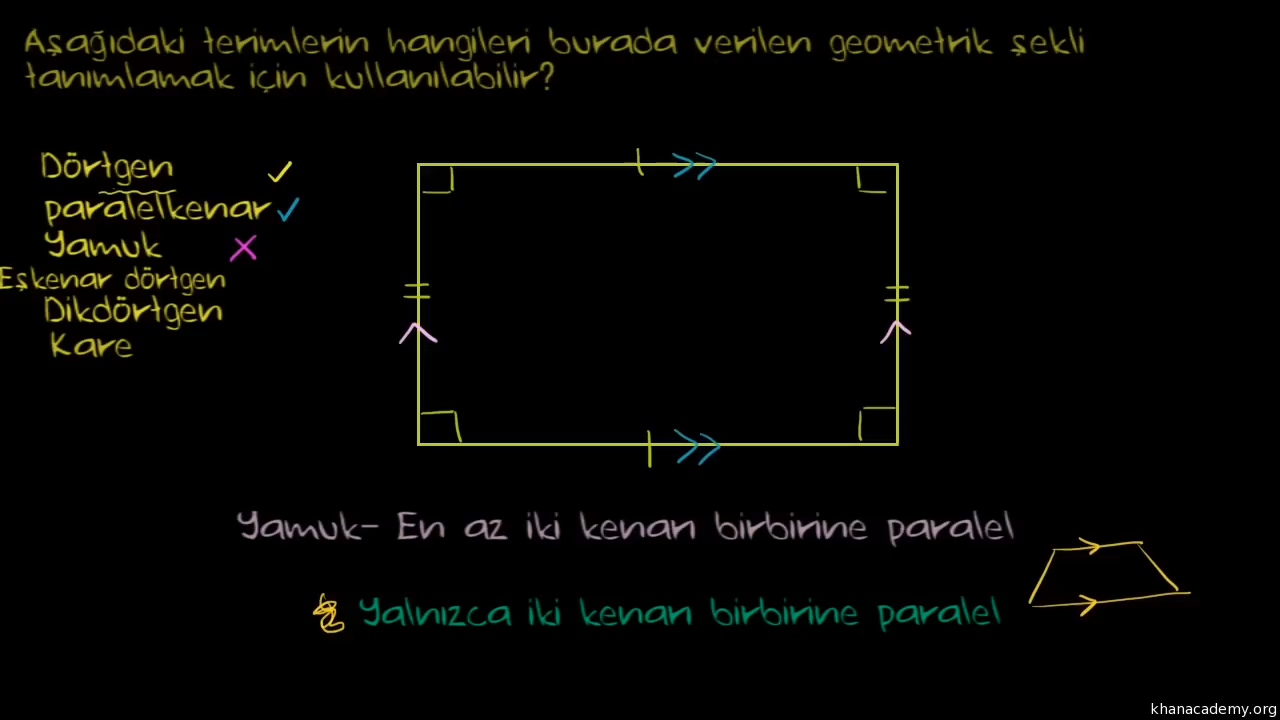 Aşağıdaki terimlerin hangileri burada verilen geometrik şekli
tanımlamak için kullanılabilir?
Dörtgen
paralelkenar
Yamuk
Eşkenar dörtgen
Dikdörtgen
Kare
Yamuk- En az iki kenarı birbirine paralel
Yalnızca iki kenarı birbirine paralel
khanacademy.org